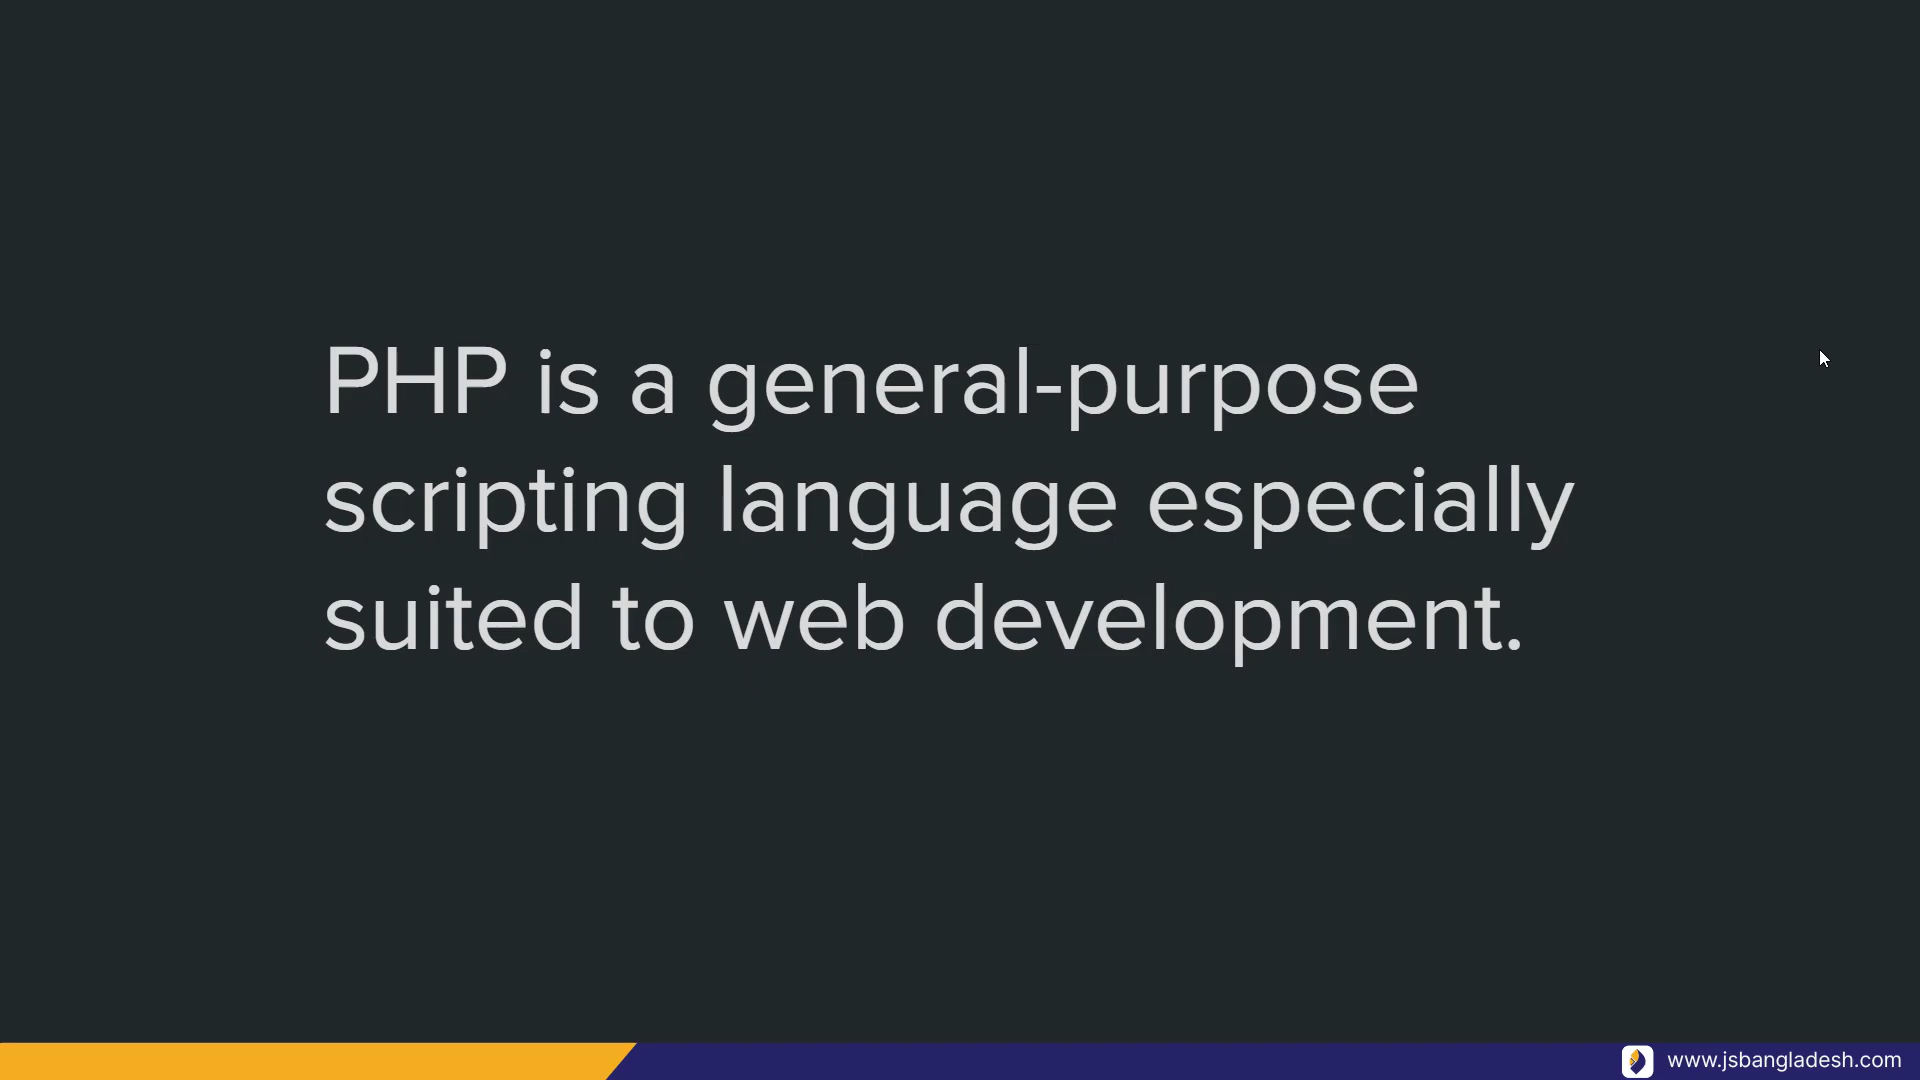 PHP is a general-purpose
scripting language especially
suited to web development.
www.jsbangladesh.com